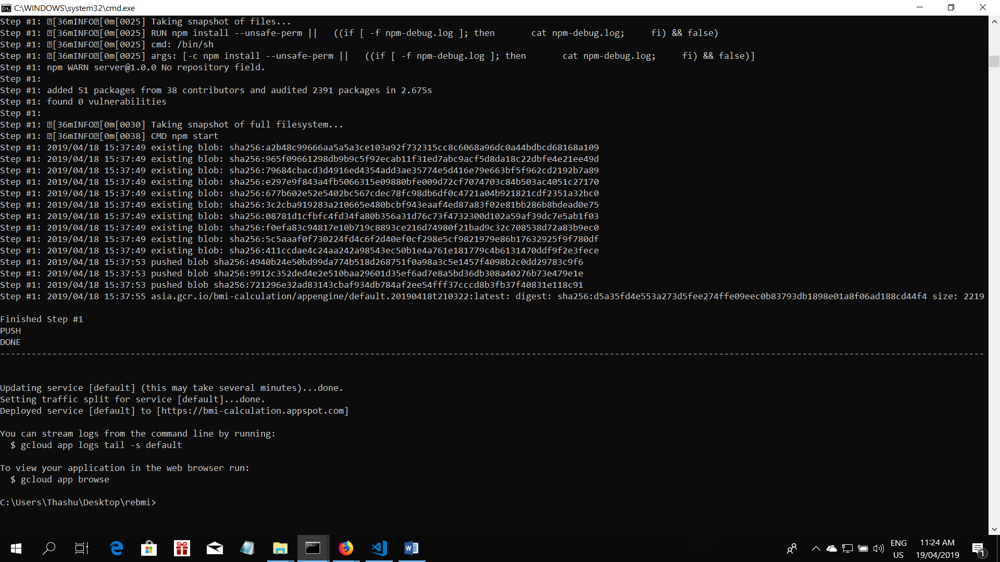 C:\WINDOWS\system32\cmd.exe
Step #1: [36mINFO[0m[0025] Taking snapshot of files...
Step #1: [36mINFO[0m[0025] RUN npm install --unsafe-perm ||   ((if [ -f npm-debug.log ]; then       cat npm-debug.log;     fi) && false)
Step #1: [36mINFO[0m[0025] cmd: /bin/sh
Step #1: [36mINFO[0m[0025] args: [-c npm install --unsafe-perm ||   ((if [ -f npm-debug.log ]; then       cat npm-debug.log;     fi) && false)]
Step #1: npm WARN server@1.0.0 No repository field.
Step #1:
Step #1: added 51 packages from 38 contributors and audited 2391 packages in 2.675s
Step #1: found 0 vulnerabilities
Step #1:
Step #1: [36mINFO[0m[0030] Taking snapshot of full filesystem...
Step #1: [36mINFO[0m[0038] CMD npm start
Step #1: 2019/04/18 15:37:49 existing blob: sha256:a2b48c99666aa5a5a3ce103a92f732315cc8c6068a96dc0a44bdbcd68168a109
Step #1: 2019/04/18 15:37:49 existing blob: sha256:965f09661298db9b9c5f92ecab11f31ed7abc9acf5d8da18c22dbfe4e21ee49d
Step #1: 2019/04/18 15:37:49 existing blob: sha256:79684cbacd3d4916ed4354add3ae35774e5d416e79e663bf5f962cd2192b7a89
Step #1: 2019/04/18 15:37:49 existing blob: sha256:e297e9f843a4fb5066315e09880bfe009d72cf7074703c84b503ac4051c27170
Step #1: 2019/04/18 15:37:49 existing blob: sha256:677b602e52e5402bc567cdec78fc98db6df0c4721a04b921821cdf2351a32bc0
Step #1: 2019/04/18 15:37:49 existing blob: sha256:3c2cba919283a210665e480bcbf943eaaf4ed87a83f02e81bb286b8bdead0e75
Step #1: 2019/04/18 15:37:49 existing blob: sha256:08781d1cfbfc4fd34fa80b356a31d76c73f4732300d102a59af39dc7e5ab1f03
Step #1: 2019/04/18 15:37:49 existing blob: sha256:f0efa83c94817e10b719c8893ce216d74980f21bad9c32c708538d72a83b9ec0
Step #1: 2019/04/18 15:37:49 existing blob: sha256:5c5aaaf0f730224fd4c6f2d40ef0cf298e5cf9821979e86b17632925f9f780df
Step #1: 2019/04/18 15:37:49 existing blob: sha256:411ccdae4c24aa242a98543ec50b1e4a761e181779c4b6131470ddf9f2e3fece
Step #1: 2019/04/18 15:37:53 pushed blob sha256:4940b24e50bd99da774b518d268751f0a98a3c5e1457f4098b2c0dd29783c9f6
Step #1: 2019/04/18 15:37:53 pushed blob sha256:9912c352ded4e2e510baa29601d35ef6ad7e8a5bd36db308a40276b73e479e1e
Step #1: 2019/04/18 15:37:53 pushed blob sha256:721296e32ad83143cbaf934db784af2ee54fff37cccd8b3fb37f40831e118c91
Step #1: 2019/04/18 15:37:55 asia.gcr.io/bmi-calculation/appengine/default.20190418t210322:latest: digest: sha256:d5a35fd4e553a273d5fee274ffe09eec0b83793db1898e01a8f06ad188cd44f4 size: 2219
Finished Step #1
PUSH
DONE
---------------------------------------------------------------------------------------------------------------------------------------------------------------------------------------------
Updating service [default] (this may take several minutes)...done.
Setting traffic split for service [default]...done.
Deployed service [default] to [https://bmi-calculation.appspot.com]
You can stream logs from the command line by running:
  $ gcloud app logs tail -s default
To view your application in the web browser run:
  $ gcloud app browse
C:\Users\Thashu\Desktop\rebmi>
ENG
US
11:24 AM
19/04/2019
1